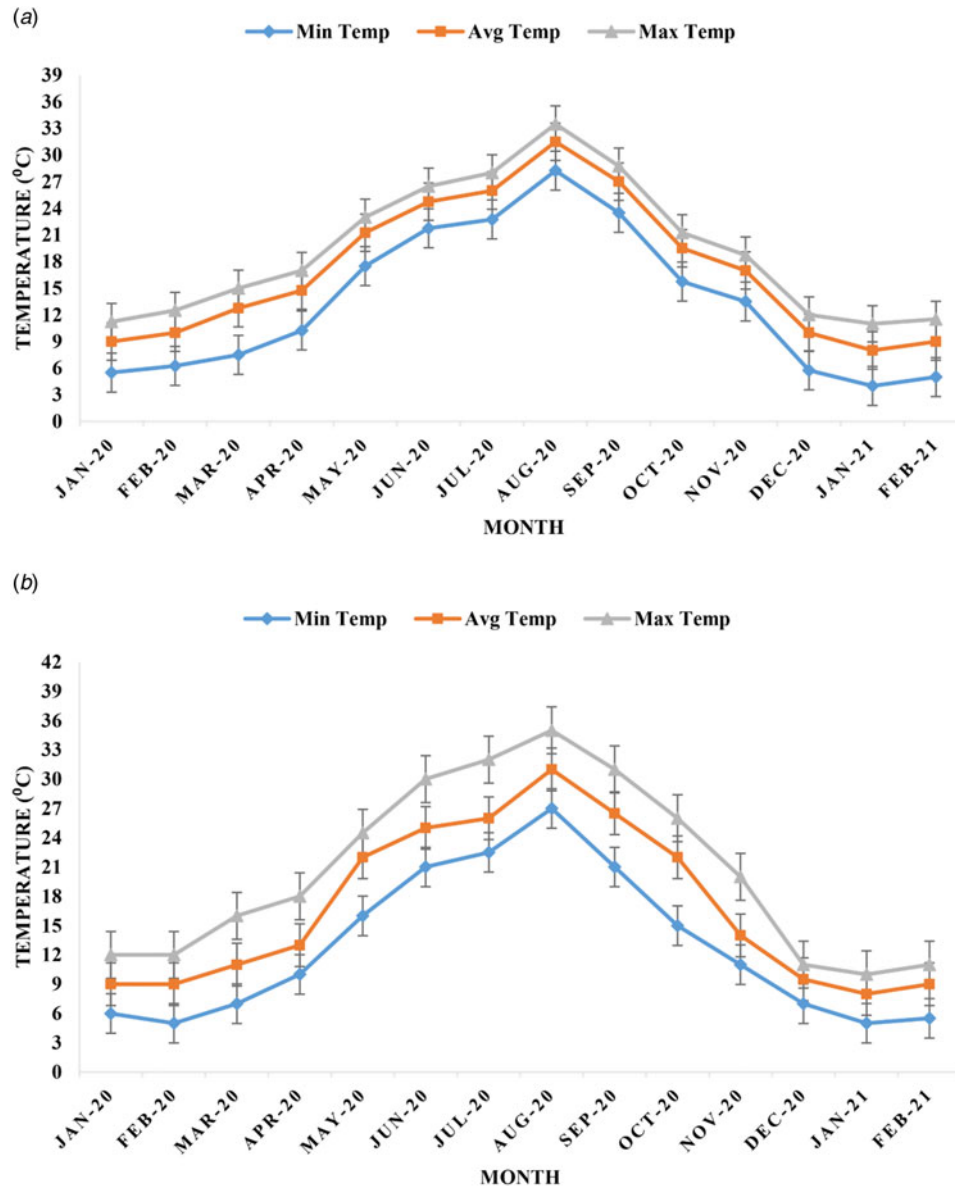 (a)
Min Temp Avg Temp Max Temp
39
36
33
30
27
24
21
18
15
12
9
6
3
0
TEMPERATURE (⁰C)
JAN-20 FEB-20 MAR-20 APR-20 MAY-20 JUN-20 JUL-20 AUG-20 SEP-20 OCT-20 NOV-20 DEC-20 JAN-21 FEB-21
MONTH
(b)
Min Temp Avg Temp Max Temp
42
39
36
33
30
27
24
21
18
15
12
9
6
3
0
TEMPERATURE (⁰C)
JAN-20 FEB-20 MAR-20 APR-20 MAY-20 JUN-20 JUL-20 AUG-20 SEP-20 OCT-20 NOV-20 DEC-20 JAN-21 FEB-21
MONTH